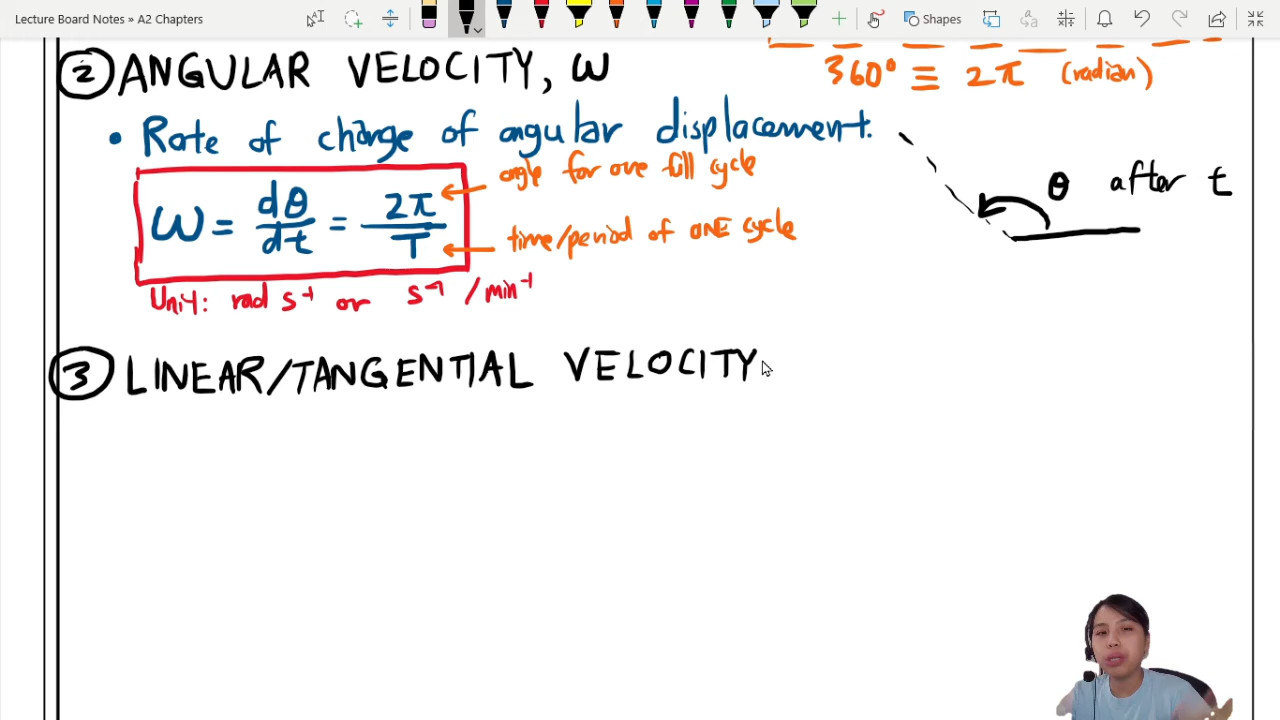 Lecture Board Notes » A2 Chapters
Shapes
② ANGULAR VELOCITY, ω
360° ≡ 2π (radian)
• Rate of change of angular displacement.
ω = dθ/dt = 2π/T
angle for one full cycle
time/period of ONE cycle
θ after t
Unit: rad s⁻¹ or s⁻¹ / min⁻¹
③ LINEAR/TANGENTIAL VELOCITY